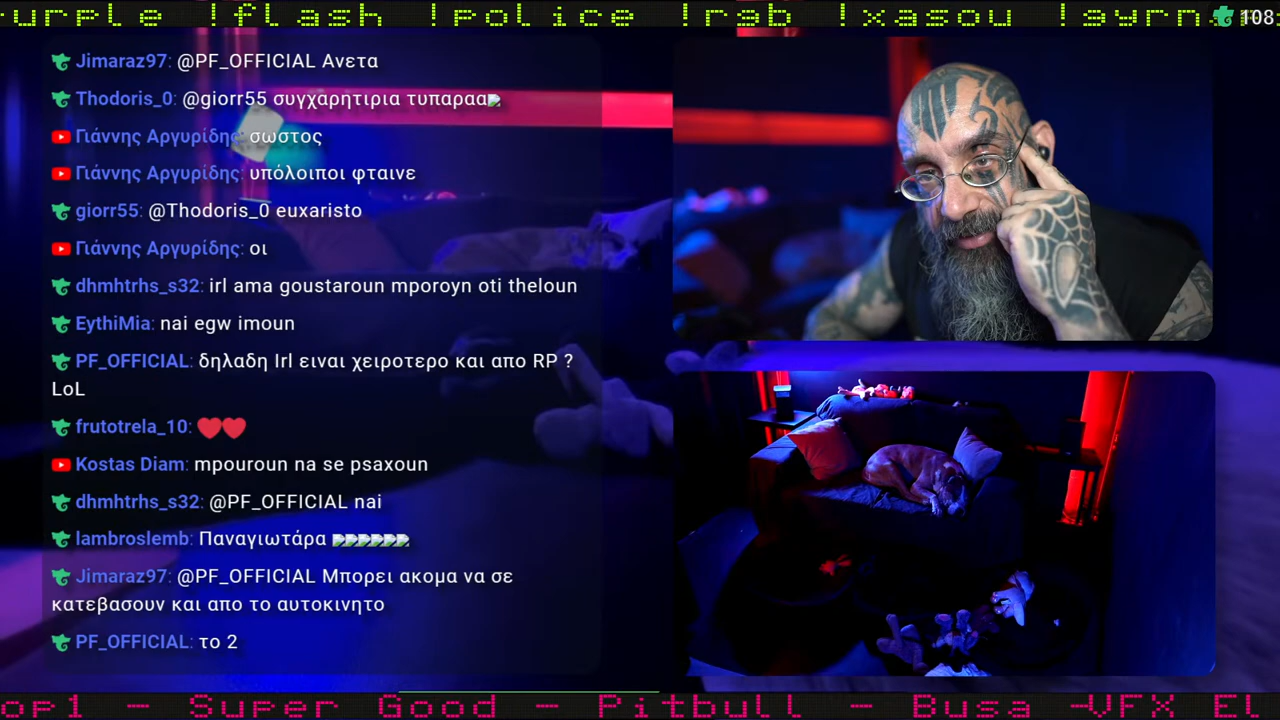 urple !flash !police !rgb !xasou !ayrn
108
Jimaraz97: @PF_OFFICIAL Ανετα
Thodoris_0: @giorr55 συγχαρητιρια τυπαραα
Γιάννης Αργυρίδης: σωστος
Γιάννης Αργυρίδης: υπόλοιποι φταινε
giorr55: @Thodoris_0 euxaristo
Γιάννης Αργυρίδης: οι
dhmhtrhs_s32: irl ama goustaroun mporoyn oti theloun
EythiMia: nai egw imoun
PF_OFFICIAL: δηλαδη Irl ειναι χειροτερο και απο RP ?
LoL
frutotrela_10: ❤❤
Kostas Diam: mpouroun na se psaxoun
dhmhtrhs_s32: @PF_OFFICIAL nai
lambroslemb: Παναγιωτάρα
Jimaraz97: @PF_OFFICIAL Μπορει ακομα να σε
κατεβασουν και απο το αυτοκινητο
PF_OFFICIAL: το 2
op1 - Super Good - Pitbull - Busa -VFX El